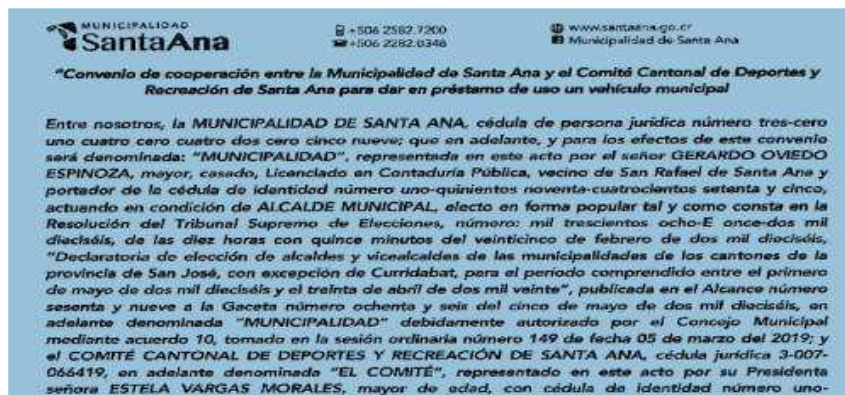 MUNICIPALIDAD
SantaAna
+506 2582.7200
+506 2282.0346
www.santaana.go.cr
Municipalidad de Santa Ana
"Convenio de cooperación entre la Municipalidad de Santa Ana y el Comité Cantonal de Deportes y
Recreación de Santa Ana para dar en préstamo de uso un vehículo municipal
Entre nosotros, la MUNICIPALIDAD DE SANTA ANA, cédula de persona jurídica número tres-cero
uno cuatro cero cuatro dos cero cinco nueve; que en adelante, y para los efectos de este convenio
será denominada: "MUNICIPALIDAD", representada en este acto por el señor GERARDO OVIEDO
ESPINOZA, mayor, casado, Licenciado en Contaduría Pública, vecino de San Rafael de Santa Ana y
portador de la cédula de identidad número uno-quinientos noventa-cuatrocientos setenta y cinco,
actuando en condición de ALCALDE MUNICIPAL, electo en forma popular tal y como consta en la
Resolución del Tribunal Supremo de Elecciones, número: mil trescientos ocho-E once-dos mil
dieciséis, de las diez horas con quince minutos del veinticinco de febrero de dos mil dieciséis,
"Declaratoria de elección de alcaldes y vicealcaldes de las municipalidades de los cantones de la
provincia de San José, con excepción de Curridabat, para el período comprendido entre el primero
de mayo de dos mil dieciséis y el treinta de abril de dos mil veinte", publicada en el Alcance número
sesenta y nueve a la Gaceta número ochenta y seis del cinco de mayo de dos mil dieciséis, en
adelante denominada "MUNICIPALIDAD" debidamente autorizado por el Concejo Municipal
mediante acuerdo 10, tomado en la sesión ordinaria número 149 de fecha 05 de marzo del 2019; y
el COMITÉ CANTONAL DE DEPORTES Y RECREACIÓN DE SANTA ANA, cédula jurídica 3-007-
066419, en adelante denominada "EL COMITÉ", representado en este acto por su Presidenta
señora ESTELA VARGAS MORALES, mayor de edad, con cédula de identidad número uno-